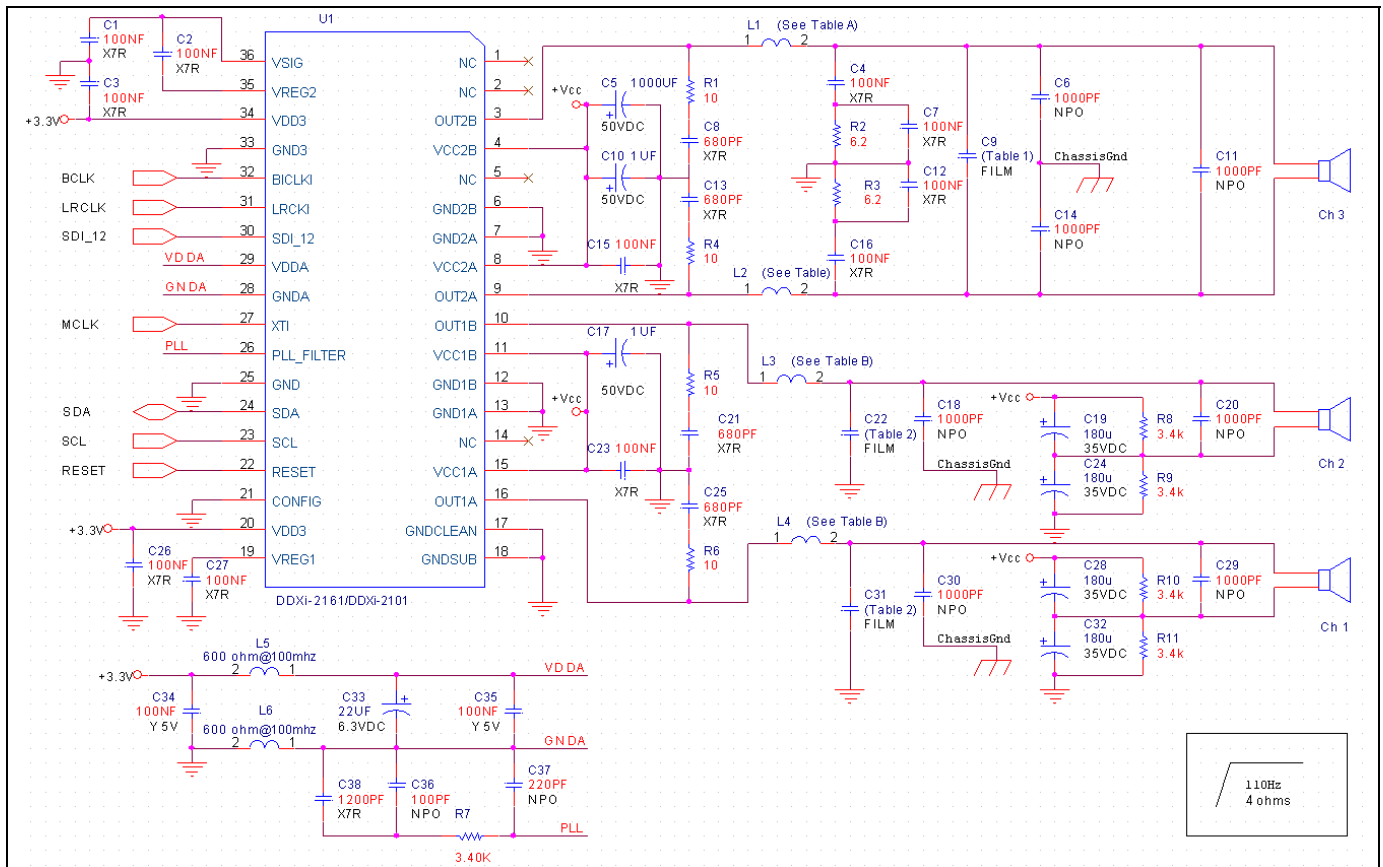 U1
C1
100NF
X7R
C2
100NF
X7R
C3
100NF
X7R
+3.3V
36 VSIG
35 VREG2
34 VDD3
33 GND3
32 BICLKI
31 LRCKI
30 SDI_12
29 VDDA
28 GNDA
27 XTI
26 PLL_FILTER
25 GND
24 SDA
23 SCL
22 RESET
21 CONFIG
20 VDD3
19 VREG1
BCLK
LRCLK
SDI_12
VDDA
GNDA
MCLK
PLL
SDA
SCL
RESET
+3.3V
C26
100NF
X7R
C27
100NF
X7R
NC 1
NC 2
OUT2B 3
VCC2B 4
NC 5
GND2B 6
GND2A 7
VCC2A 8
OUT2A 9
OUT1B 10
VCC1B 11
GND1B 12
GND1A 13
NC 14
VCC1A 15
OUT1A 16
GNDCLEAN 17
GNDSUB 18
DDXi-2161/DDXi-2101
+Vcc
C5 1000UF
50VDC
C10 1UF
50VDC
C15 100NF
X7R
R1
10
C8
680PF
X7R
C13
680PF
X7R
R4
10
L1 (See Table A)
1 2
L2 (See Table)
1 2
C4
100NF
X7R
R2
6.2
C7
100NF
X7R
R3
6.2
C12
100NF
X7R
C16
100NF
X7R
C9
(Table 1)
FILM
C6
1000PF
NPO
ChassisGnd
C14
1000PF
NPO
C11
1000PF
NPO
Ch 3
C17 1UF
50VDC
+Vcc
C23 100NF
X7R
R5
10
C21
680PF
X7R
C25
680PF
X7R
R6
10
L3 (See Table B)
1 2
C22
(Table 2)
FILM
C18
1000PF
NPO
ChassisGnd
+Vcc
C19
180u
35VDC
C24
180u
35VDC
R8
3.4k
R9
3.4k
C20
1000PF
NPO
Ch 2
L4 (See Table B)
1 2
C31
(Table 2)
FILM
C30
1000PF
NPO
ChassisGnd
+Vcc
C28
180u
35VDC
C32
180u
35VDC
R10
3.4k
R11
3.4k
C29
1000PF
NPO
Ch 1
L5
600 ohm@100mhz
2 1
+3.3V
VDDA
C34
100NF
Y5V
C33
22UF
6.3VDC
C35
100NF
Y5V
L6
600 ohm@100mhz
2 1
GNDA
C38
1200PF
X7R
C36
100PF
NPO
C37
220PF
NPO
R7
3.40K
PLL
110Hz
4 ohms